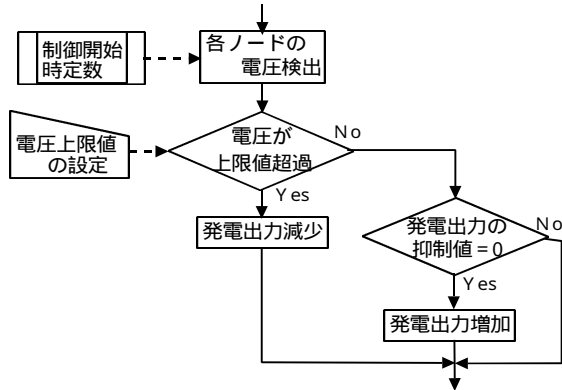 制御開始
時定数
各ノードの
電圧検出
電圧上限値
の設定
電圧が
上限値超過
No
Yes
発電出力減少
発電出力の
抑制値=0
No
Yes
発電出力増加